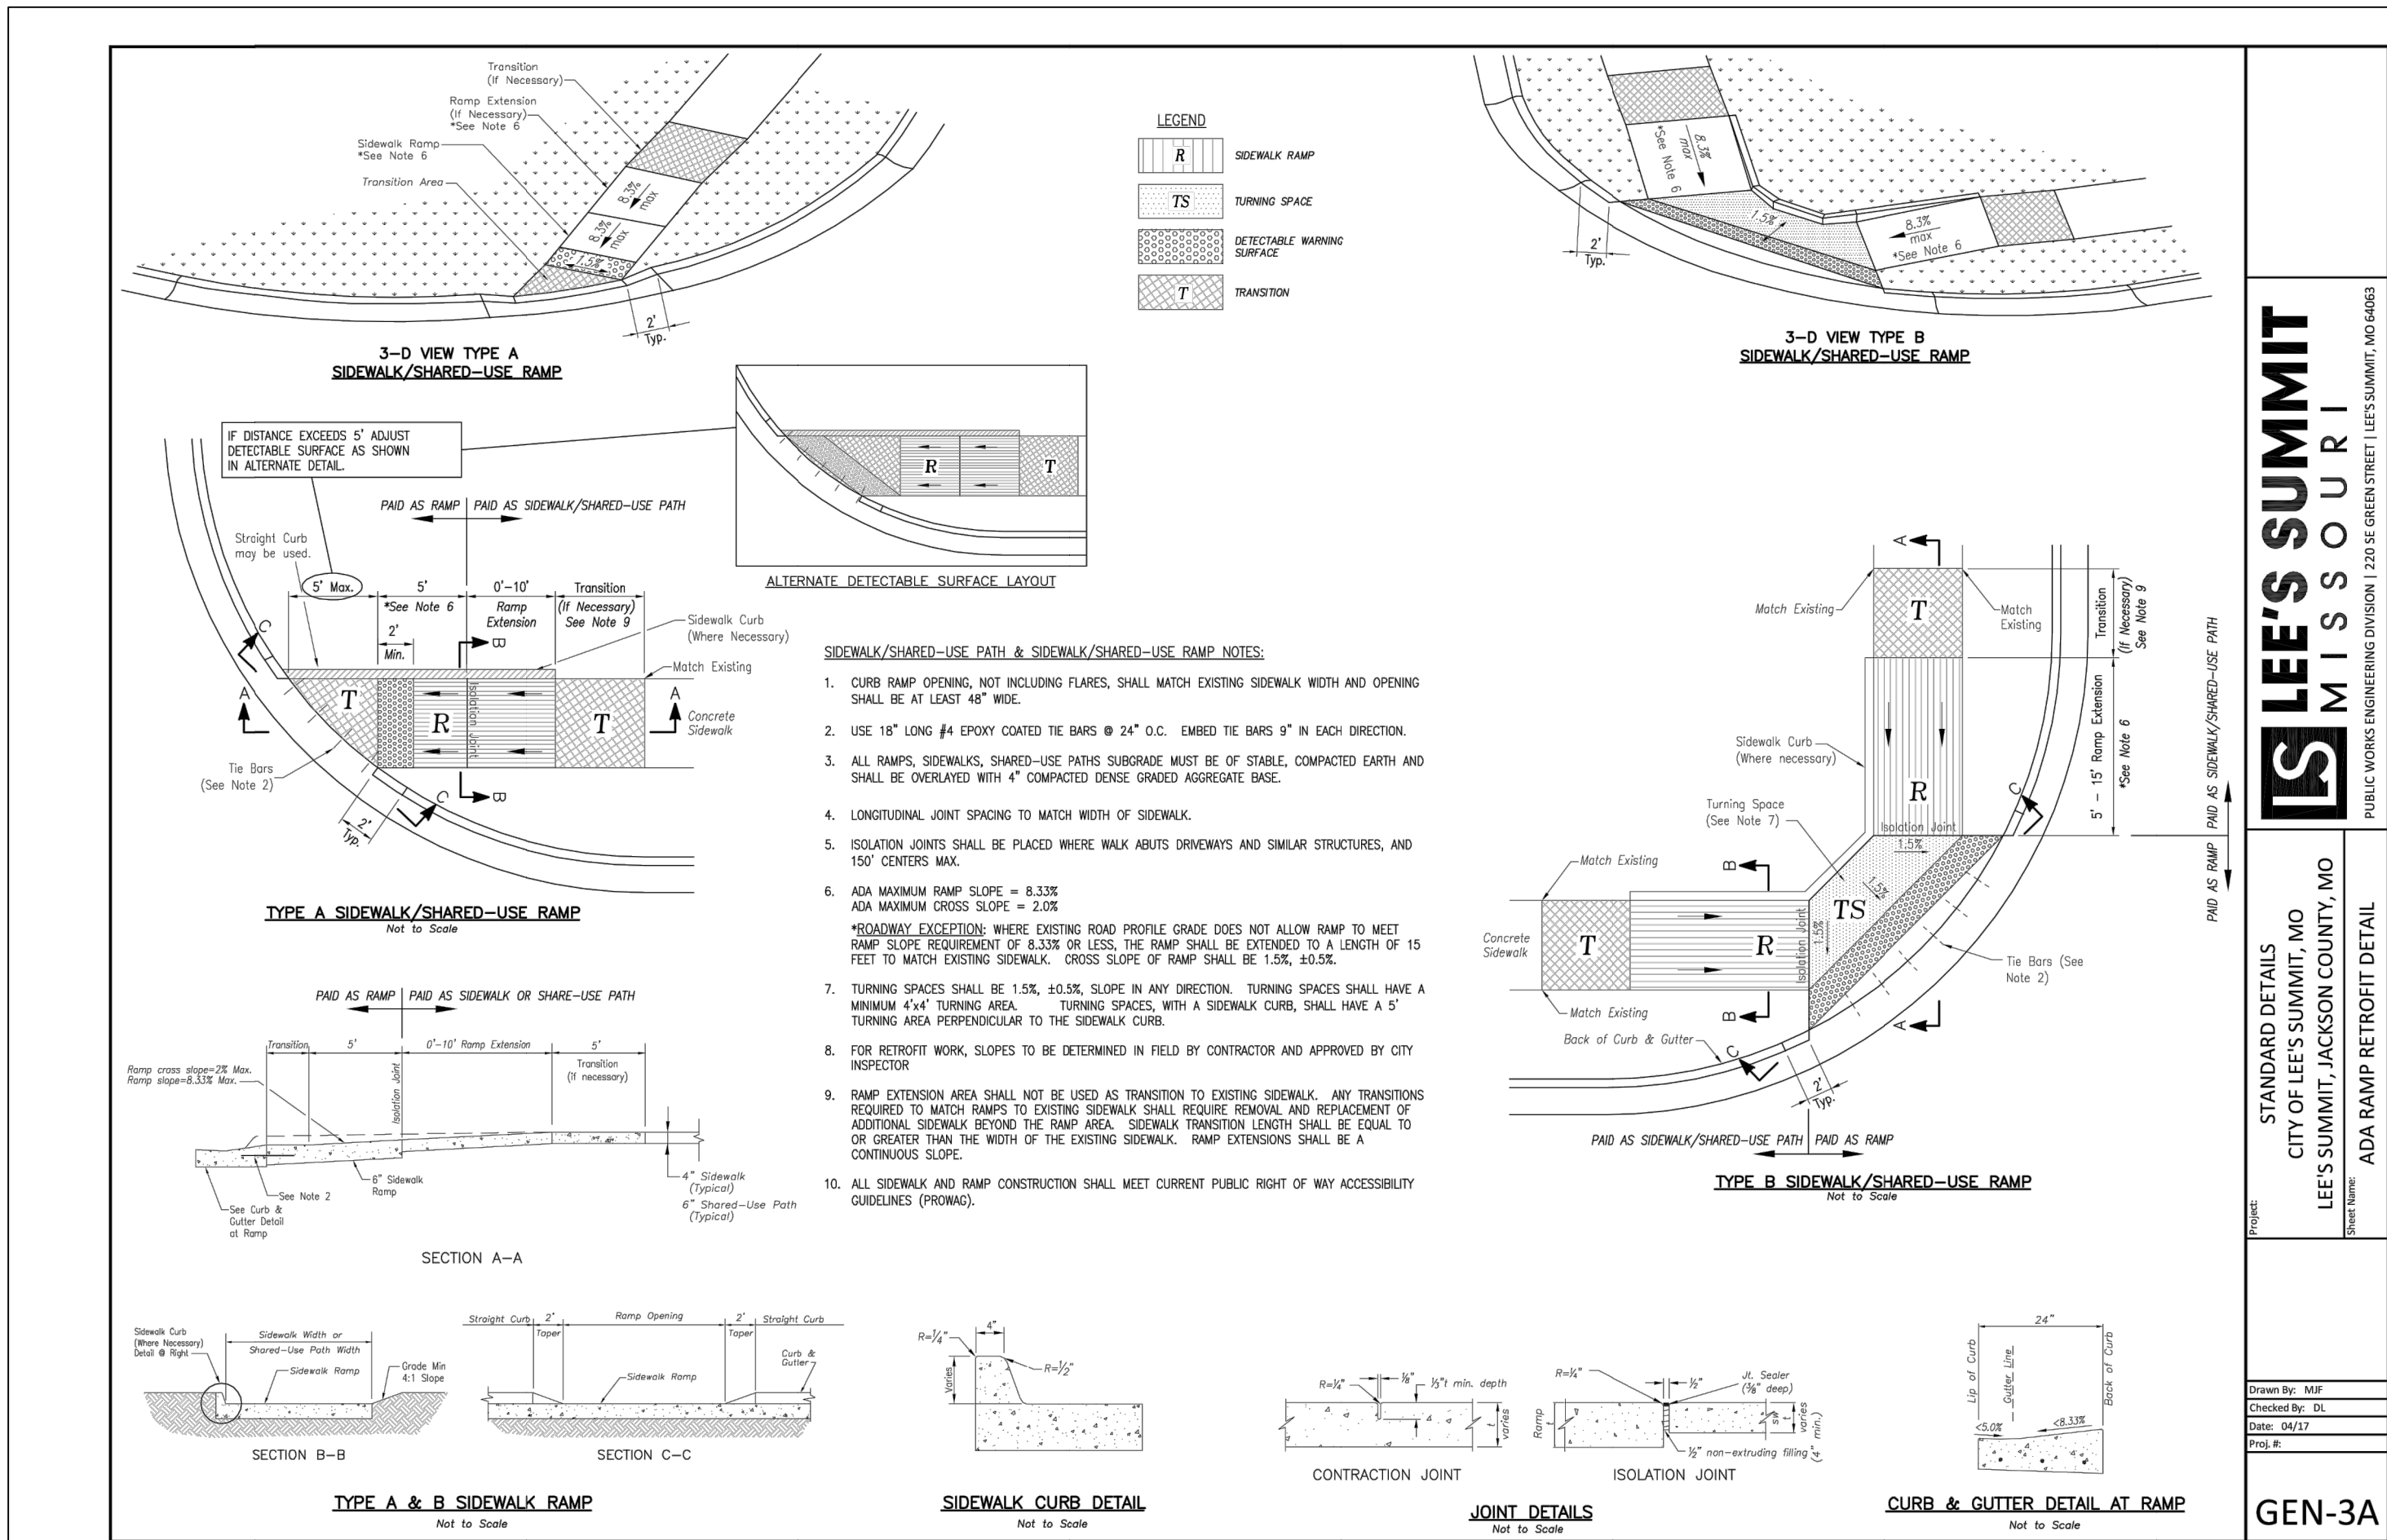 Transition
(If Necessary)
Ramp Extension
(If Necessary)
*See Note 6
Sidewalk Ramp
*See Note 6
Transition Area
8.3%
max
8.3%
max
1.5%
2'
Typ.
3-D VIEW TYPE A
SIDEWALK/SHARED-USE RAMP
LEGEND
R
SIDEWALK RAMP
TS
TURNING SPACE
DETECTABLE WARNING
SURFACE
T
TRANSITION
8.3%
max
*See Note 6
1.5%
8.3%
max
*See Note 6
2'
Typ.
3-D VIEW TYPE B
SIDEWALK/SHARED-USE RAMP
IF DISTANCE EXCEEDS 5' ADJUST
DETECTABLE SURFACE AS SHOWN
IN ALTERNATE DETAIL.
R
T
ALTERNATE DETECTABLE SURFACE LAYOUT
PAID AS RAMP
PAID AS SIDEWALK/SHARED-USE PATH
Straight Curb
may be used.
5' Max.
5'
*See Note 6
0'-10'
Ramp
Extension
Transition
(If Necessary)
See Note 9
2'
Min.
B
Sidewalk Curb
(Where Necessary)
Match Existing
C
A
T
R
Isolation Joint
T
A
Concrete
Sidewalk
Tie Bars
(See Note 2)
C
B
2'
Typ.
TYPE A SIDEWALK/SHARED-USE RAMP
Not to Scale
PAID AS RAMP
PAID AS SIDEWALK OR SHARE-USE PATH
Transition
5'
0'-10' Ramp Extension
5'
Transition
(if necessary)
Ramp cross slope=2% Max.
Ramp slope=8.33% Max.
Isolation Joint
See Note 2
6" Sidewalk
Ramp
See Curb &
Gutter Detail
at Ramp
4" Sidewalk
(Typical)
6" Shared-Use Path
(Typical)
SECTION A-A
SIDEWALK/SHARED-USE PATH & SIDEWALK/SHARED-USE RAMP NOTES:
1. CURB RAMP OPENING, NOT INCLUDING FLARES, SHALL MATCH EXISTING SIDEWALK WIDTH AND OPENING
SHALL BE AT LEAST 48" WIDE.
2. USE 18" LONG #4 EPOXY COATED TIE BARS @ 24" O.C. EMBED TIE BARS 9" IN EACH DIRECTION.
3. ALL RAMPS, SIDEWALKS, SHARED-USE PATHS SUBGRADE MUST BE OF STABLE, COMPACTED EARTH AND
SHALL BE OVERLAYED WITH 4" COMPACTED DENSE GRADED AGGREGATE BASE.
4. LONGITUDINAL JOINT SPACING TO MATCH WIDTH OF SIDEWALK.
5. ISOLATION JOINTS SHALL BE PLACED WHERE WALK ABUTS DRIVEWAYS AND SIMILAR STRUCTURES, AND
150' CENTERS MAX.
6. ADA MAXIMUM RAMP SLOPE = 8.33%
ADA MAXIMUM CROSS SLOPE = 2.0%
*ROADWAY EXCEPTION: WHERE EXISTING ROAD PROFILE GRADE DOES NOT ALLOW RAMP TO MEET
RAMP SLOPE REQUIREMENT OF 8.33% OR LESS, THE RAMP SHALL BE EXTENDED TO A LENGTH OF 15
FEET TO MATCH EXISTING SIDEWALK. CROSS SLOPE OF RAMP SHALL BE 1.5%, ±0.5%.
7. TURNING SPACES SHALL BE 1.5%, ±0.5%, SLOPE IN ANY DIRECTION. TURNING SPACES SHALL HAVE A
MINIMUM 4'x4' TURNING AREA. TURNING SPACES, WITH A SIDEWALK CURB, SHALL HAVE A 5'
TURNING AREA PERPENDICULAR TO THE SIDEWALK CURB.
8. FOR RETROFIT WORK, SLOPES TO BE DETERMINED IN FIELD BY CONTRACTOR AND APPROVED BY CITY
INSPECTOR
9. RAMP EXTENSION AREA SHALL NOT BE USED AS TRANSITION TO EXISTING SIDEWALK. ANY TRANSITIONS
REQUIRED TO MATCH RAMPS TO EXISTING SIDEWALK SHALL REQUIRE REMOVAL AND REPLACEMENT OF
ADDITIONAL SIDEWALK BEYOND THE RAMP AREA. SIDEWALK TRANSITION LENGTH SHALL BE EQUAL TO
OR GREATER THAN THE WIDTH OF THE EXISTING SIDEWALK. RAMP EXTENSIONS SHALL BE A
CONTINUOUS SLOPE.
10. ALL SIDEWALK AND RAMP CONSTRUCTION SHALL MEET CURRENT PUBLIC RIGHT OF WAY ACCESSIBILITY
GUIDELINES (PROWAG).
A
Match Existing
T
Match
Existing
Transition
(If Necessary)
See Note 9
5' - 15' Ramp Extension
*See Note 6
PAID AS SIDEWALK/SHARED-USE PATH
PAID AS RAMP
Sidewalk Curb
(Where necessary)
R
Turning Space
(See Note 7)
Isolation Joint
C
1.5%
Match Existing
B
1.5%
TS
1.5%
Isolation Joint
Concrete
Sidewalk
T
R
Tie Bars (See
Note 2)
Match Existing
B
A
Back of Curb & Gutter
C
2'
Typ.
PAID AS SIDEWALK/SHARED-USE PATH
PAID AS RAMP
TYPE B SIDEWALK/SHARED-USE RAMP
Not to Scale
Sidewalk Curb
(Where Necessary)
Detail @ Right
Sidewalk Width or
Shared-Use Path Width
Sidewalk Ramp
Grade Min
4:1 Slope
SECTION B-B
Straight Curb
2'
Taper
Ramp Opening
2'
Taper
Straight Curb
Curb &
Gutter
Sidewalk Ramp
SECTION C-C
TYPE A & B SIDEWALK RAMP
Not to Scale
4"
R=1/4"
R=1/2"
Varies
SIDEWALK CURB DETAIL
Not to Scale
R=1/4"
1/8"
1/3"t min. depth
t
varies
CONTRACTION JOINT
R=1/4"
1/2"
Jt. Sealer
(3/8" deep)
Ramp
t
sw
t
varies
(4" min.)
1/2" non-extruding filling
ISOLATION JOINT
JOINT DETAILS
Not to Scale
24"
Lip of Curb
Gutter Line
Back of Curb
<5.0%
<8.33%
CURB & GUTTER DETAIL AT RAMP
Not to Scale
LS
LEE'S SUMMIT
MISSOURI
PUBLIC WORKS ENGINEERING DIVISION | 220 SE GREEN STREET | LEE'S SUMMIT, MO 64063
Project:
STANDARD DETAILS
CITY OF LEE'S SUMMIT, MO
LEE'S SUMMIT, JACKSON COUNTY, MO
Sheet Name:
ADA RAMP RETROFIT DETAIL
Drawn By: MJF
Checked By: DL
Date: 04/17
Proj. #:
GEN-3A